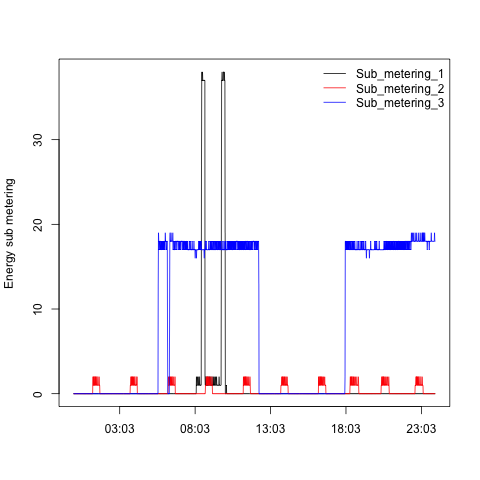 Sub_metering_1
Sub_metering_2
Sub_metering_3
Energy sub metering
30
20
10
0
03:03 08:03 13:03 18:03 23:03